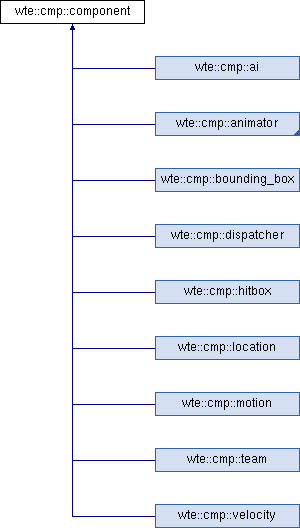 wte::cmp::component
wte::cmp::ai
wte::cmp::animator
wte::cmp::bounding_box
wte::cmp::dispatcher
wte::cmp::hitbox
wte::cmp::location
wte::cmp::motion
wte::cmp::team
wte::cmp::velocity